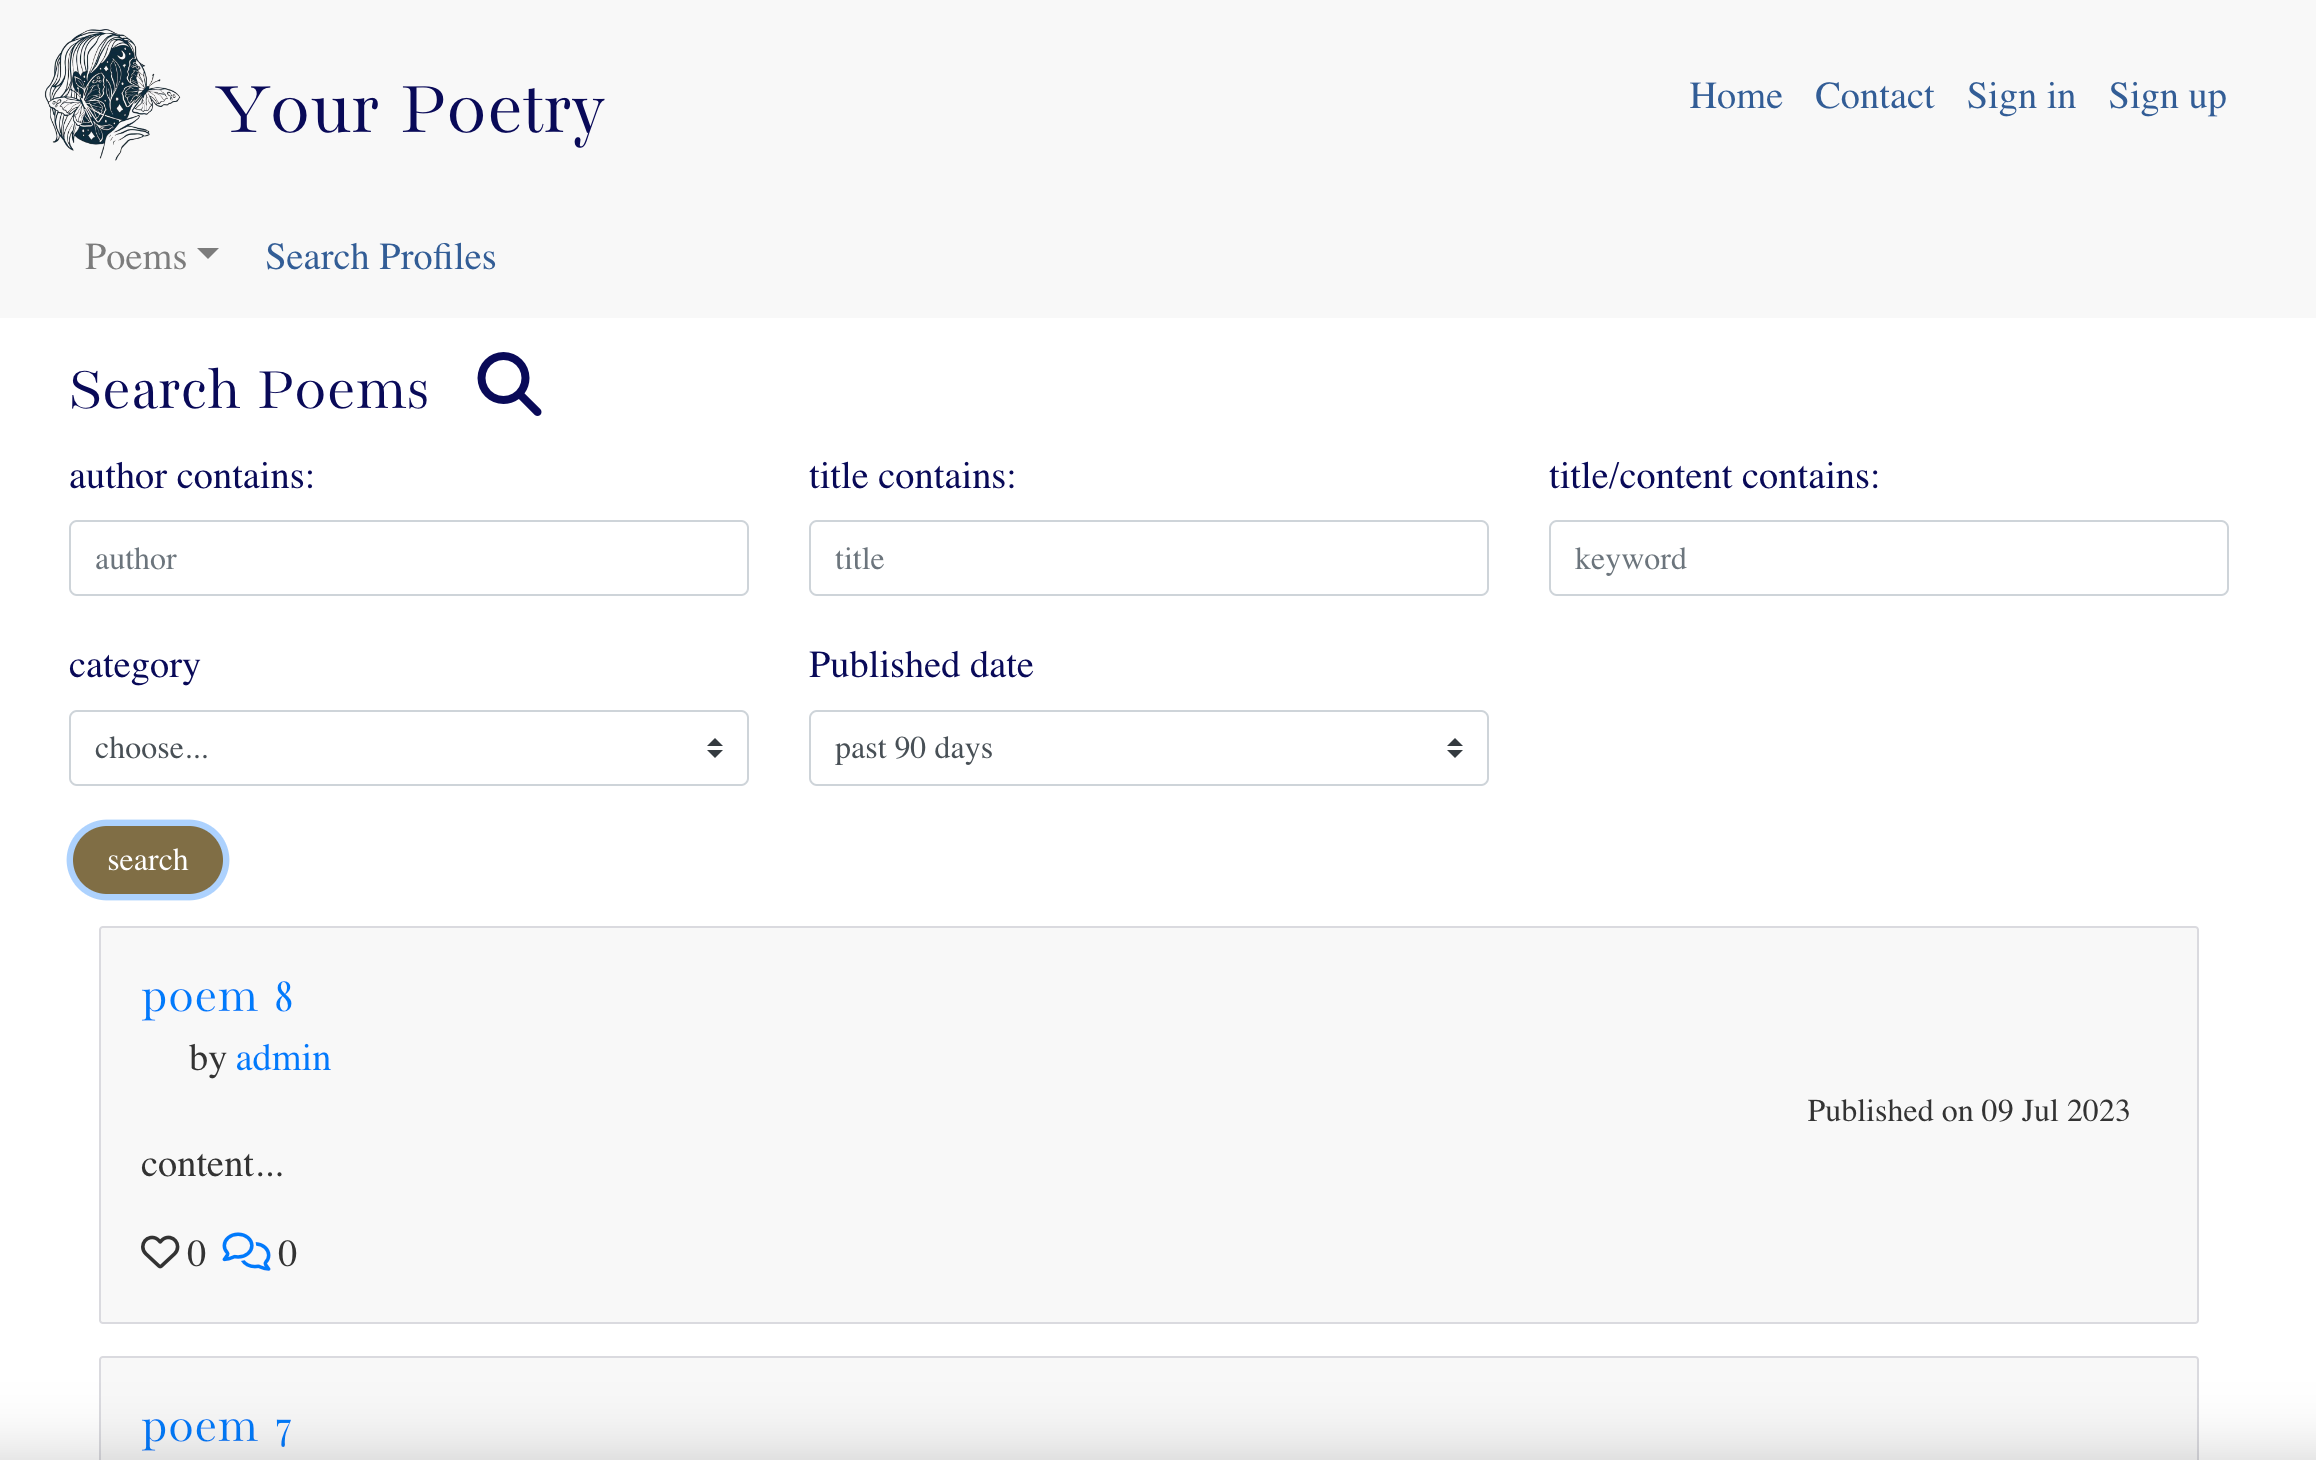 Your Poetry
Home Contact Sign in Sign up
Poems Search Profiles
Search Poems
author contains: title contains: title/content contains:
author title keyword
category Published date
choose... past 90 days
search
poem 8
by admin
Published on 09 Jul 2023
content...
0 0
poem 7